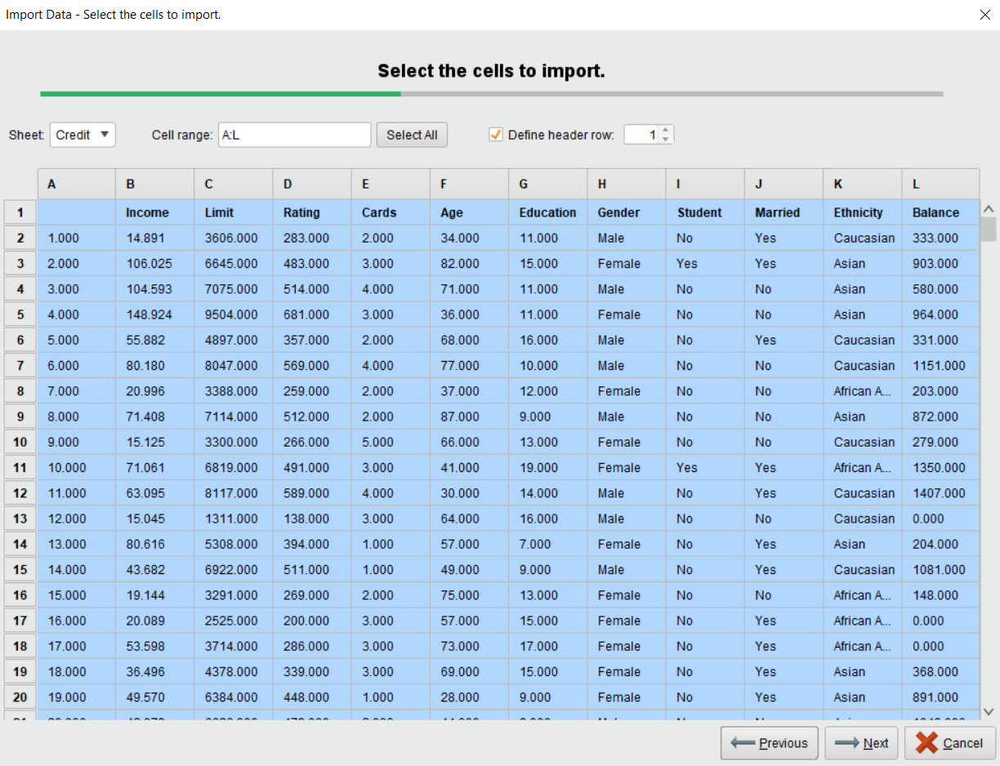 Import Data - Select the cells to import.
Select the cells to import.
Sheet: Credit Cell range: A:L Select All Define header row: 1
A B C D E F G H I J K L
1 Income Limit Rating Cards Age Education Gender Student Married Ethnicity Balance
2 1.000 14.891 3606.000 283.000 2.000 34.000 11.000 Male No Yes Caucasian 333.000
3 2.000 106.025 6645.000 483.000 3.000 82.000 15.000 Female Yes Yes Asian 903.000
4 3.000 104.593 7075.000 514.000 4.000 71.000 11.000 Male No No Asian 580.000
5 4.000 148.924 9504.000 681.000 3.000 36.000 11.000 Female No No Asian 964.000
6 5.000 55.882 4897.000 357.000 2.000 68.000 16.000 Male No Yes Caucasian 331.000
7 6.000 80.180 8047.000 569.000 4.000 77.000 10.000 Male No No Caucasian 1151.000
8 7.000 20.996 3388.000 259.000 2.000 37.000 12.000 Female No No African A... 203.000
9 8.000 71.408 7114.000 512.000 2.000 87.000 9.000 Male No No Asian 872.000
10 9.000 15.125 3300.000 266.000 5.000 66.000 13.000 Female No No Caucasian 279.000
11 10.000 71.061 6819.000 491.000 3.000 41.000 19.000 Female Yes Yes African A... 1350.000
12 11.000 63.095 8117.000 589.000 4.000 30.000 14.000 Male No Yes Caucasian 1407.000
13 12.000 15.045 1311.000 138.000 3.000 64.000 16.000 Male No No Caucasian 0.000
14 13.000 80.616 5308.000 394.000 1.000 57.000 7.000 Female No Yes Asian 204.000
15 14.000 43.682 6922.000 511.000 1.000 49.000 9.000 Male No Yes Caucasian 1081.000
16 15.000 19.144 3291.000 269.000 2.000 75.000 13.000 Female No No African A... 148.000
17 16.000 20.089 2525.000 200.000 3.000 57.000 15.000 Female No Yes African A... 0.000
18 17.000 53.598 3714.000 286.000 3.000 73.000 17.000 Female No Yes African A... 0.000
19 18.000 36.496 4378.000 339.000 3.000 69.000 15.000 Female No Yes Asian 368.000
20 19.000 49.570 6384.000 448.000 1.000 28.000 9.000 Female No Yes Asian 891.000
Previous Next Cancel